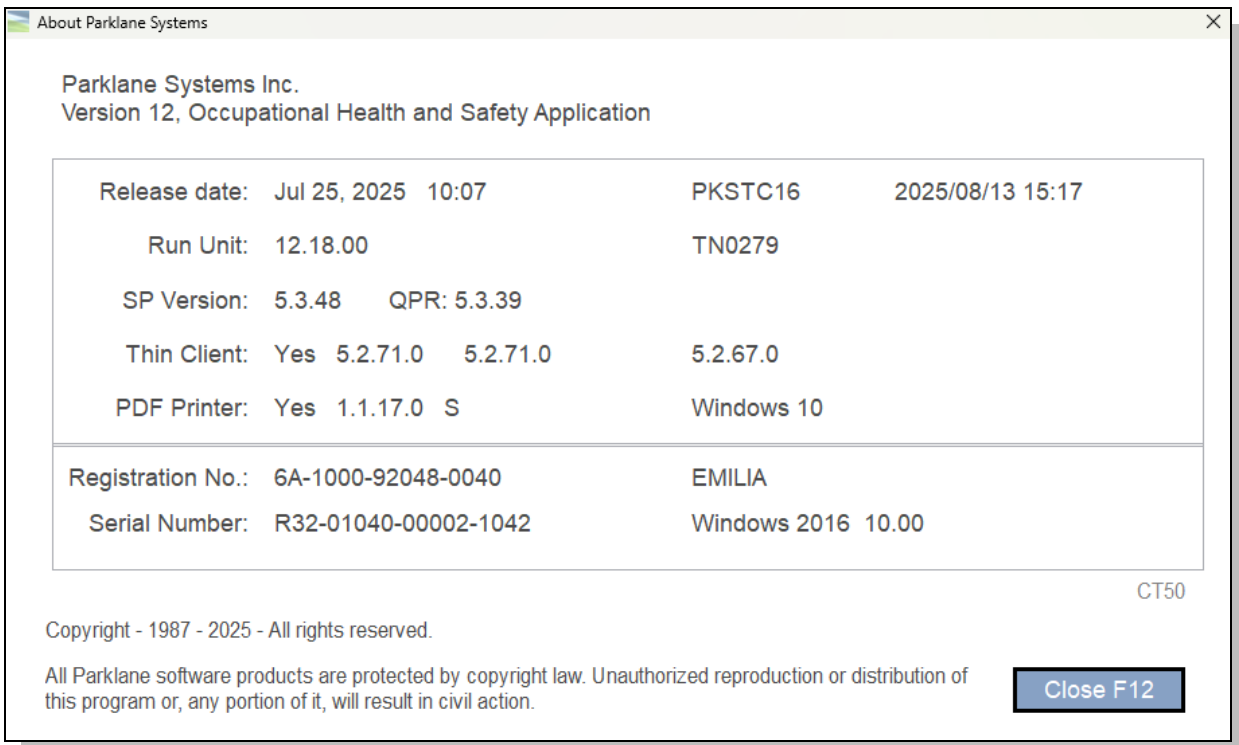 About Parklane Systems
Parklane Systems Inc.
Version 12, Occupational Health and Safety Application
Release date: Jul 25, 2025 10:07 PKSTC16 2025/08/13 15:17
Run Unit: 12.18.00 TN0279
SP Version: 5.3.48 QPR: 5.3.39
Thin Client: Yes 5.2.71.0 5.2.71.0 5.2.67.0
PDF Printer: Yes 1.1.17.0 S Windows 10
Registration No.: 6A-1000-92048-0040 EMILIA
Serial Number: R32-01040-00002-1042 Windows 2016 10.00
CT50
Copyright - 1987 - 2025 - All rights reserved.
All Parklane software products are protected by copyright law. Unauthorized reproduction or distribution of
this program or, any portion of it, will result in civil action.
Close F12